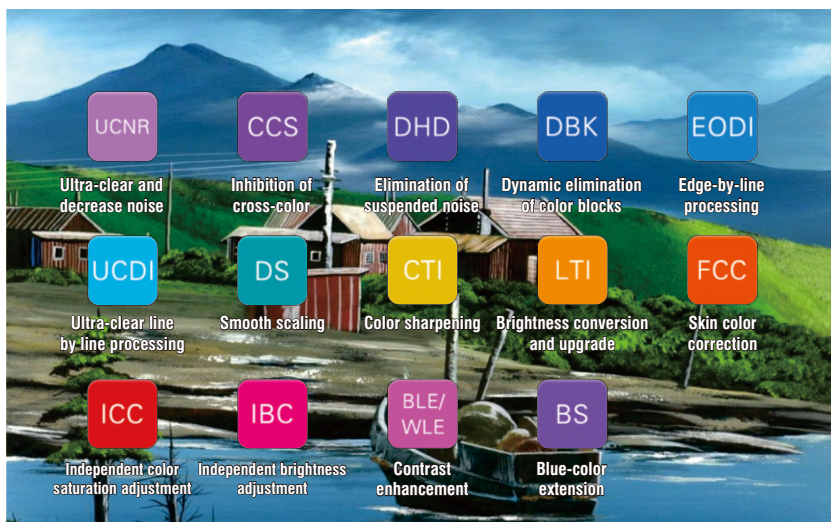 UCNR
CCS
DHD
DBK
EODI
Ultra-clear and
decrease noise
Inhibition of
cross-color
Elimination of
suspended noise
Dynamic elimination
of color blocks
Edge-by-line
processing
UCDI
DS
CTI
LTI
FCC
Ultra-clear line
by line processing
Smooth scaling
Color sharpening
Brightness conversion
and upgrade
Skin color
correction
ICC
IBC
BLE/
WLE
BS
Independent color
saturation adjustment
Independent brightness
adjustment
Contrast
enhancement
Blue-color
extension